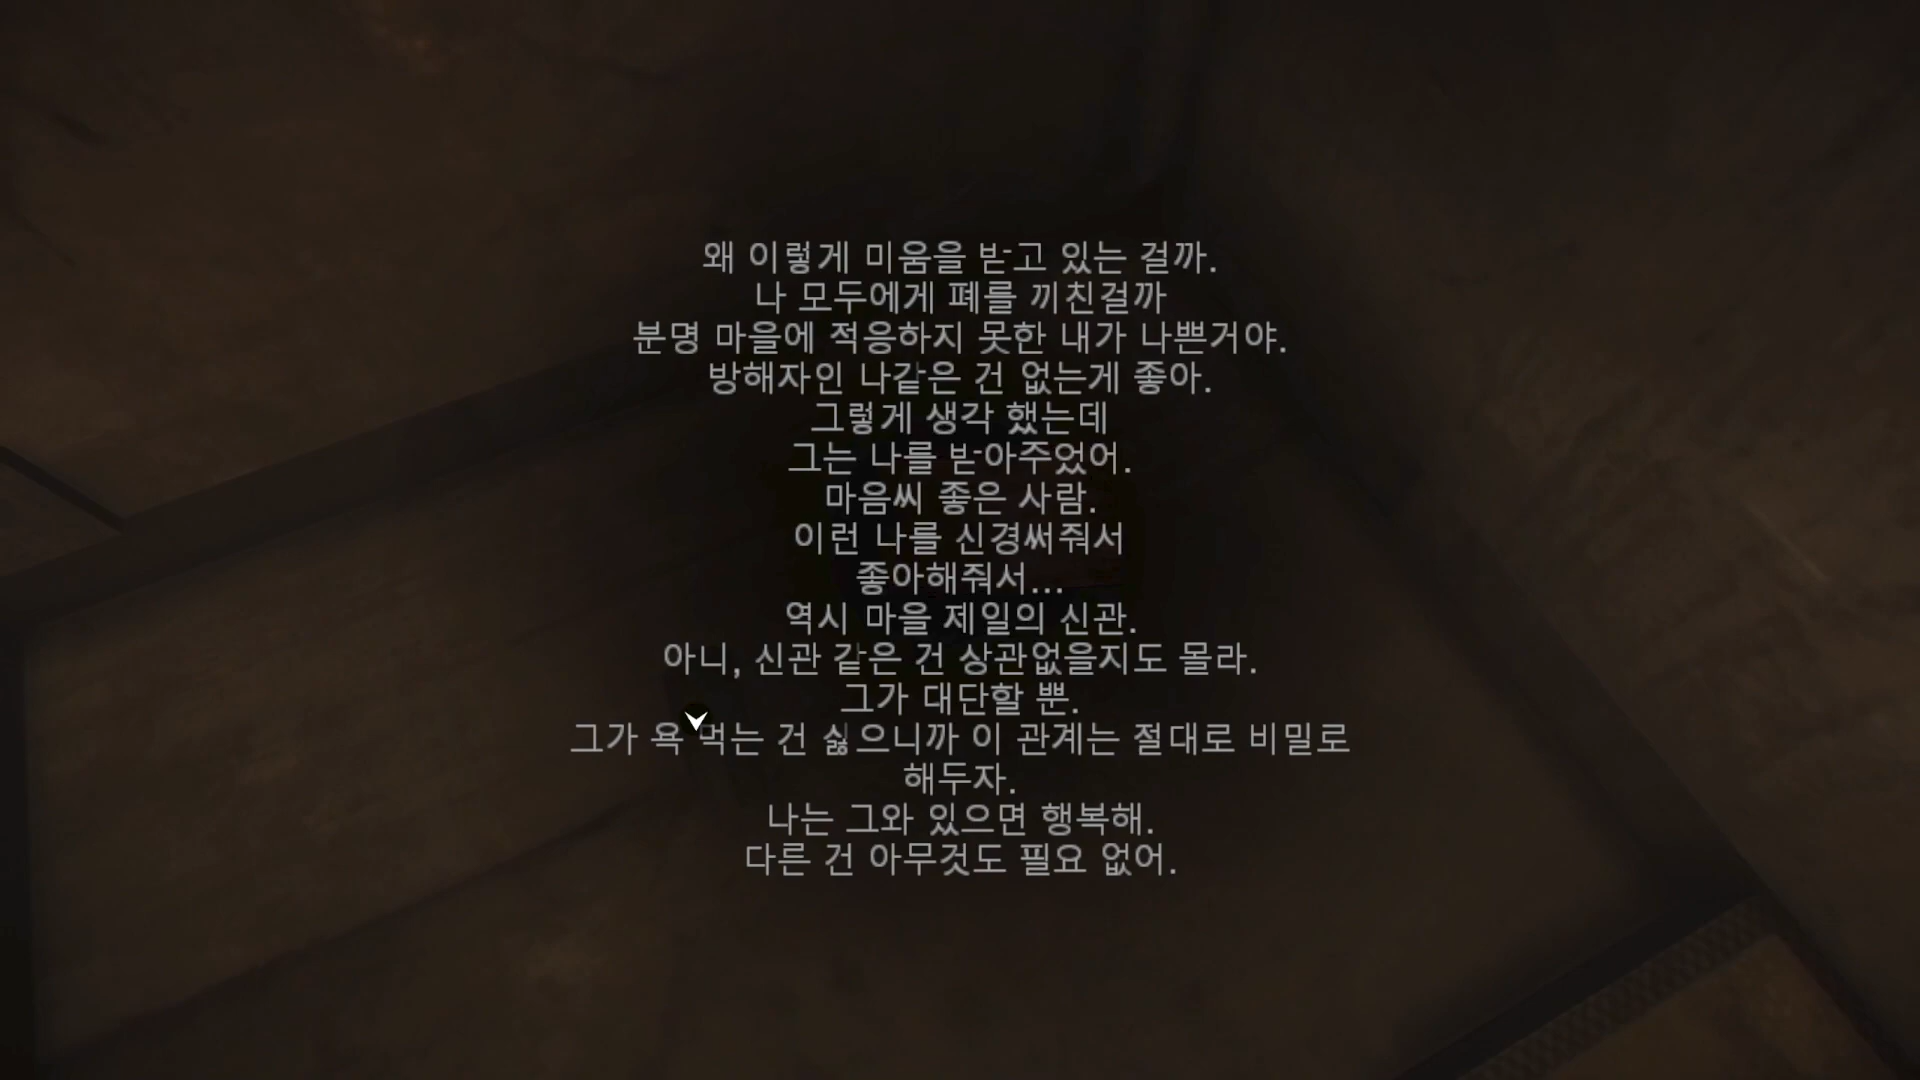 왜 이렇게 미움을 받고 있는 걸까.
나 모두에게 폐를 끼친걸까
분명 마을에 적응하지 못한 내가 나쁜거야.
방해자인 나같은 건 없는게 좋아.
그렇게 생각 했는데
그는 나를 받아주었어.
마음씨 좋은 사람.
이런 나를 신경써줘서
좋아해줘서...
역시 마을 제일의 신관.
아니, 신관 같은 건 상관없을지도 몰라.
그가 대단할 뿐.
그가 욕 먹는 건 싫으니까 이 관계는 절대로 비밀로
해두자.
나는 그와 있으면 행복해.
다른 건 아무것도 필요 없어.